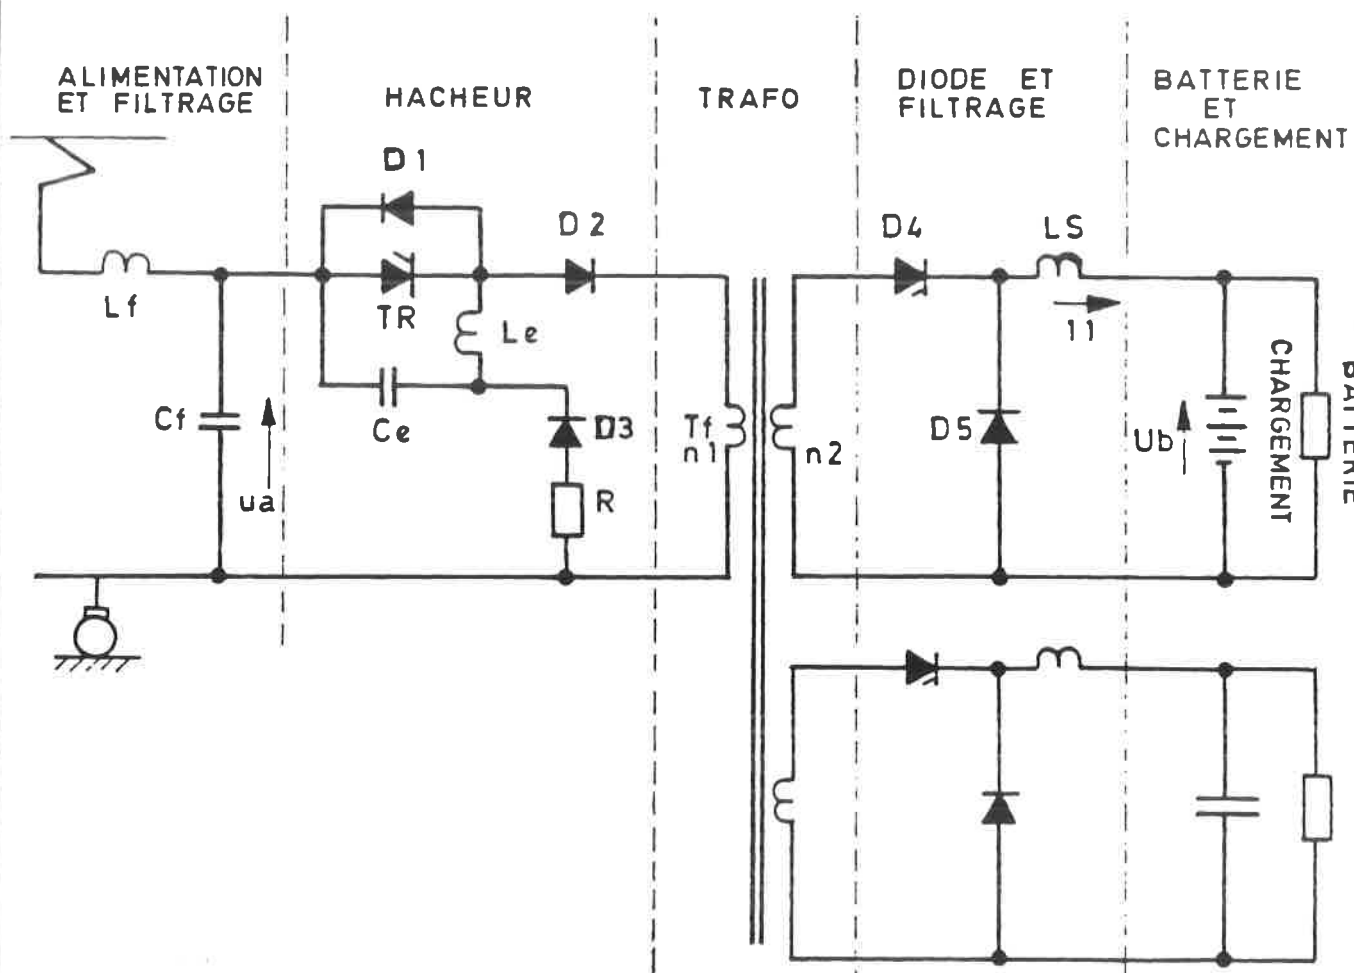 ALIMENTATION
ET FILTRAGE
HACHEUR
TRAFO
DIODE ET
FILTRAGE
BATTERIE
ET
CHARGEMENT
D1
D2
D4
LS
Lf
TR
Le
I1
Cf
Ce
D3
Tf
n1
n2
D5
Ub
CHARGEMENT
BATTERIE
ua
R